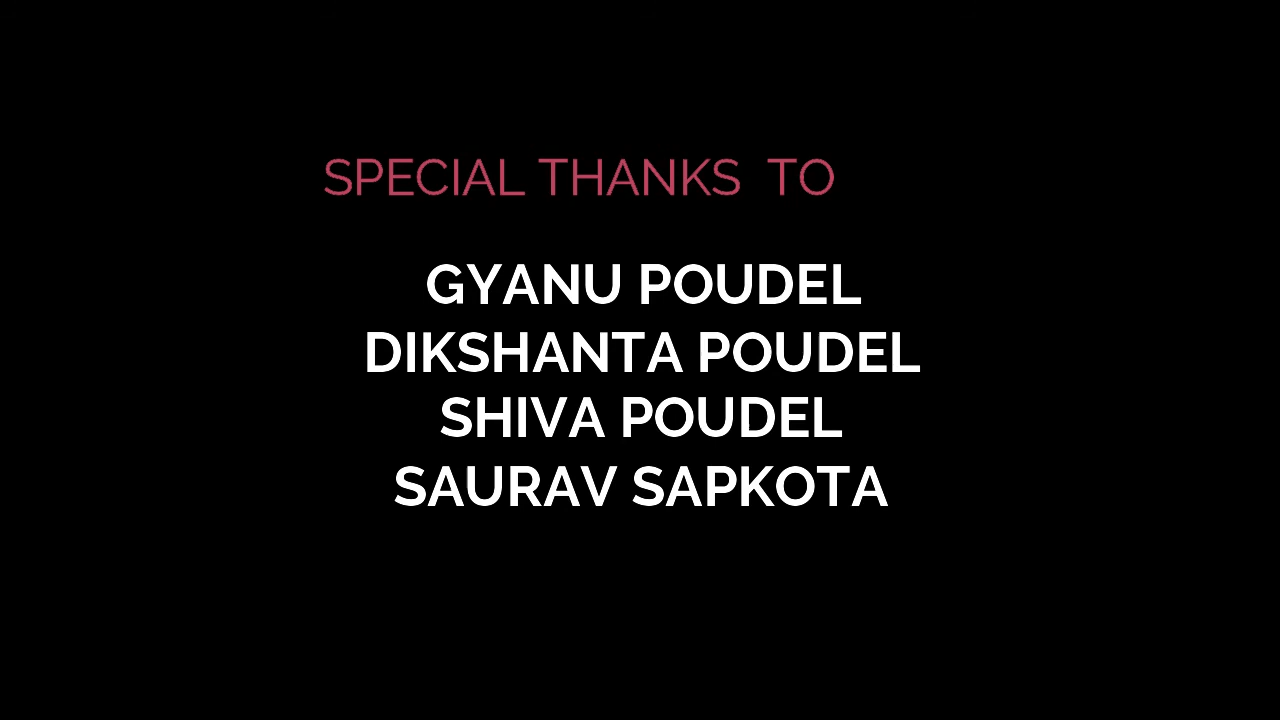 SPECIAL THANKS  TO
GYANU POUDEL
DIKSHANTA POUDEL
SHIVA POUDEL
SAURAV SAPKOTA